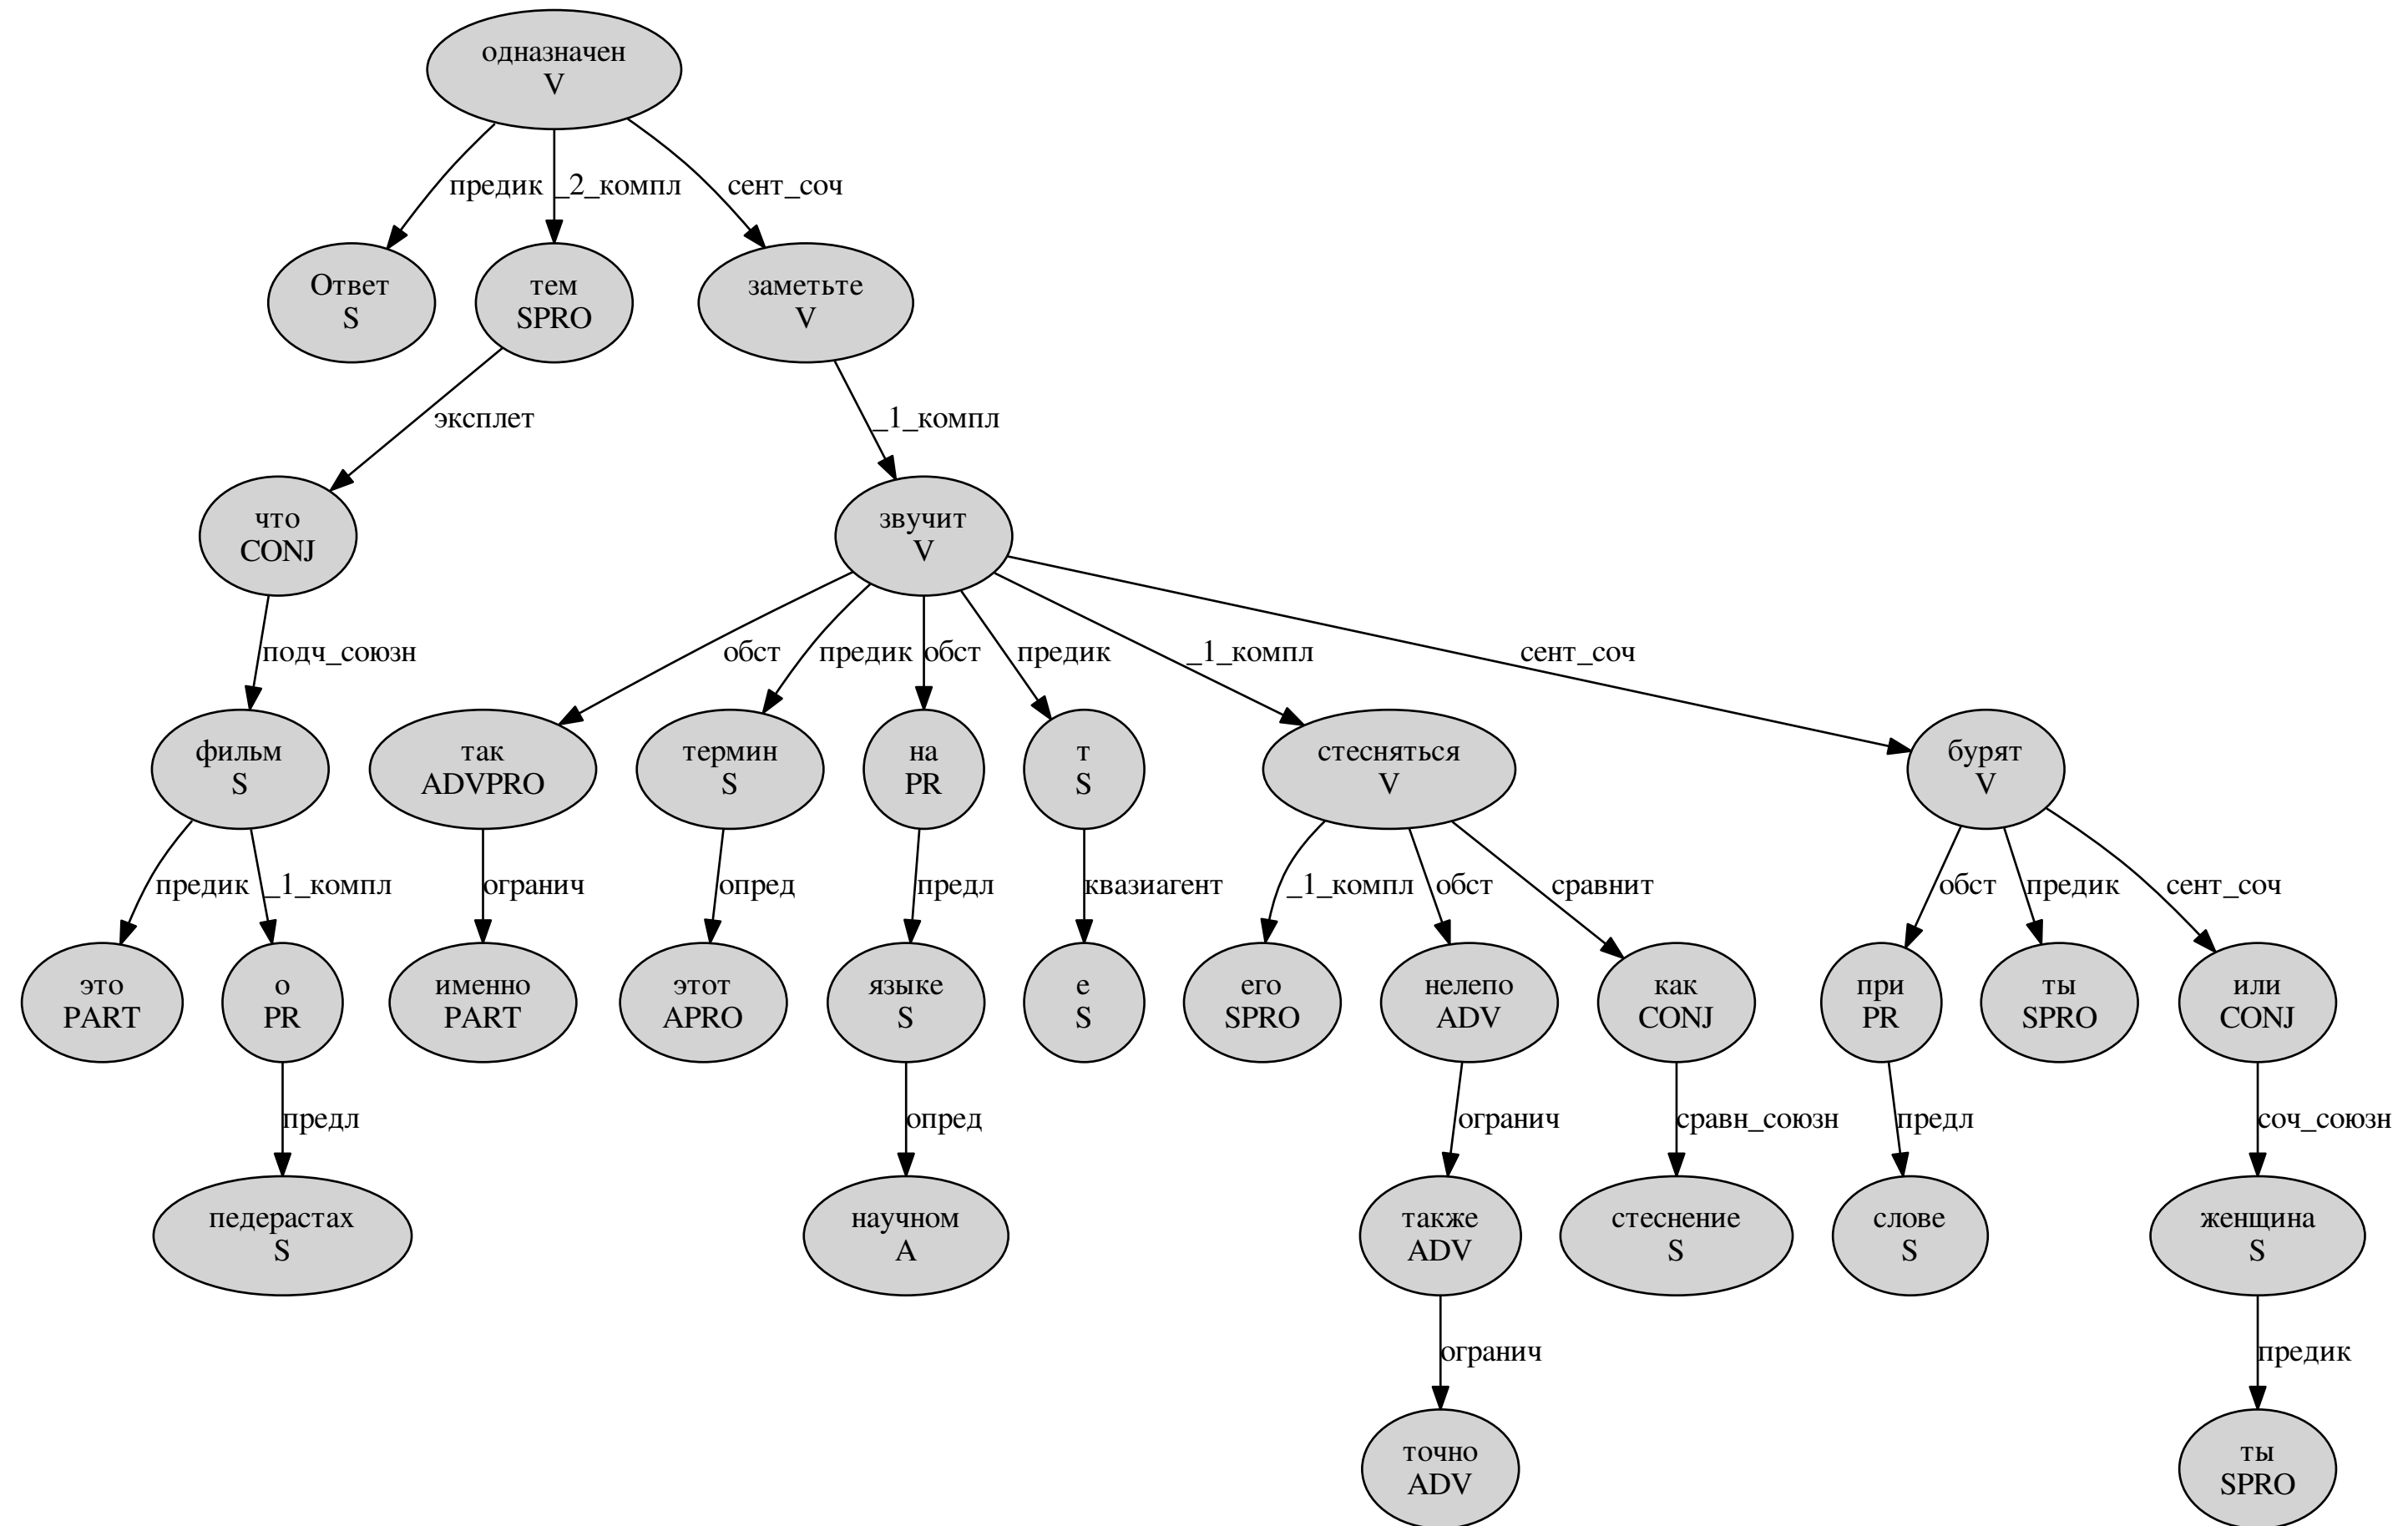 одназначен
V
предик
_2_компл
сент_соч
Ответ
S
тем
SPRO
заметьте
V
эксплет
_1_компл
что
CONJ
звучит
V
подч_союзн
обст
предик
обст
предик
_1_компл
сент_соч
фильм
S
так
ADVPRO
термин
S
на
PR
т
S
стесняться
V
бурят
V
предик
_1_компл
огранич
опред
предл
квазиагент
_1_компл
обст
сравнит
обст
предик
сент_соч
это
PART
о
PR
именно
PART
этот
APRO
языке
S
е
S
его
SPRO
нелепо
ADV
как
CONJ
при
PR
ты
SPRO
или
CONJ
предл
опред
огранич
сравн_союзн
предл
соч_союзн
педерастах
S
научном
A
также
ADV
стеснение
S
слове
S
женщина
S
огранич
предик
точно
ADV
ты
SPRO